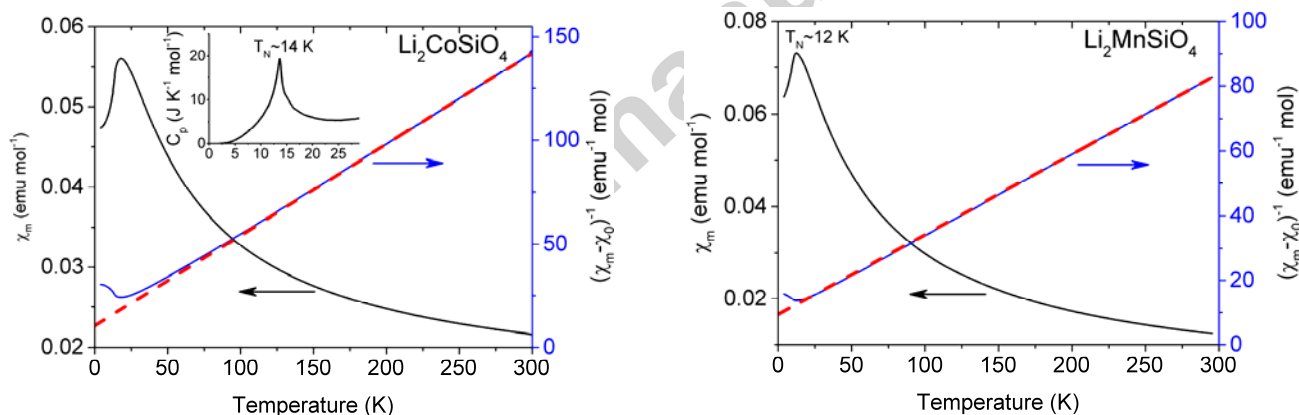 0.06
0.05
0.04
0.03
0.02
χm (emu mol⁻¹)
0 50 100 150 200 250 300
Temperature (K)
150
100
50
0
(χm-χ0)⁻¹ (emu⁻¹ mol)
Li₂CoSiO₄
TN~14 K
20
10
0
Cp (J K⁻¹ mol⁻¹)
0 5 10 15 20 25
0.08
0.06
0.04
0.02
χm (emu mol⁻¹)
0 50 100 150 200 250 300
Temperature (K)
100
80
60
40
20
0
(χm-χ0)⁻¹ (emu⁻¹ mol)
TN~12 K
Li₂MnSiO₄